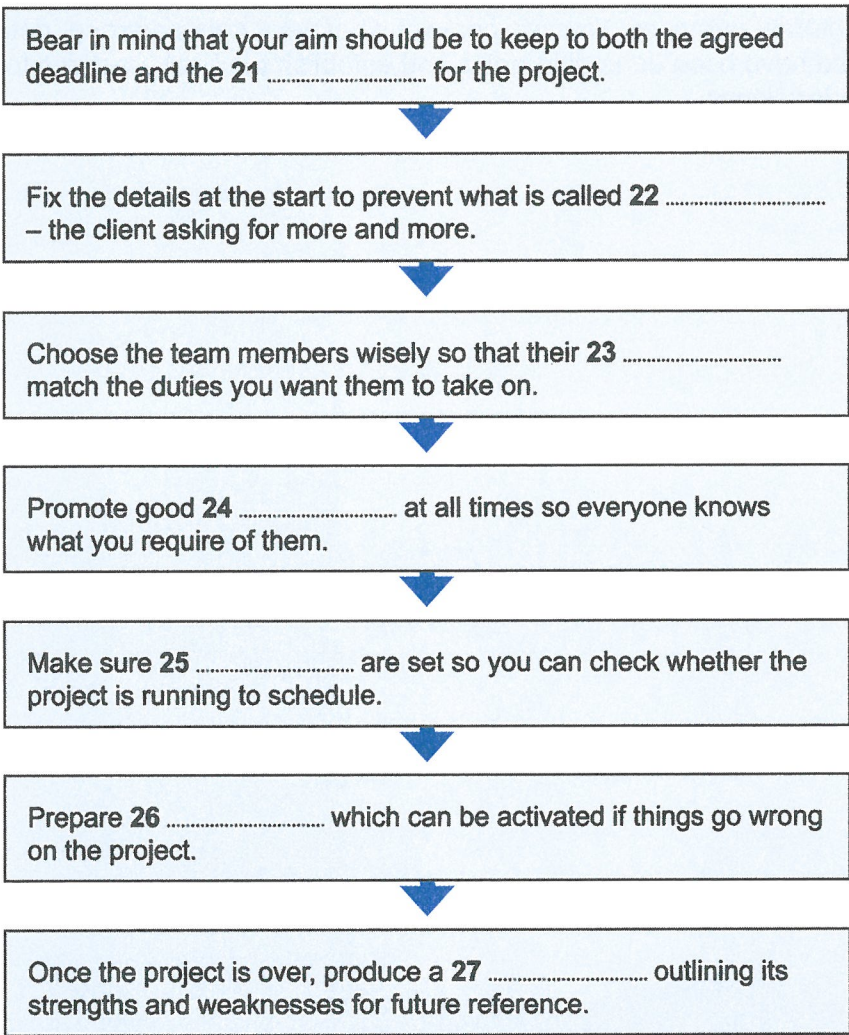 Bear in mind that your aim should be to keep to both the agreed
deadline and the 21 ........................ for the project.
Fix the details at the start to prevent what is called 22 ........................
– the client asking for more and more.
Choose the team members wisely so that their 23 ........................
match the duties you want them to take on.
Promote good 24 ........................ at all times so everyone knows
what you require of them.
Make sure 25 ........................ are set so you can check whether the
project is running to schedule.
Prepare 26 ........................ which can be activated if things go wrong
on the project.
Once the project is over, produce a 27 ........................ outlining its
strengths and weaknesses for future reference.